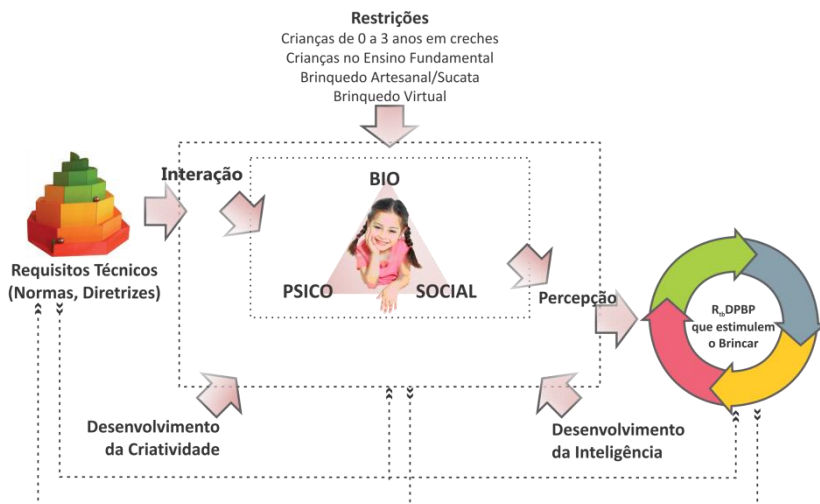 Restrições
Crianças de 0 a 3 anos em creches
Crianças no Ensino Fundamental
Brinquedo Artesanal/Sucata
Brinquedo Virtual
Interação
BIO
PSICO
SOCIAL
Requisitos Técnicos
(Normas, Diretrizes)
Percepção
RtbDPBP
que estimulem
o Brincar
Desenvolvimento
da Criatividade
Desenvolvimento
da Inteligência